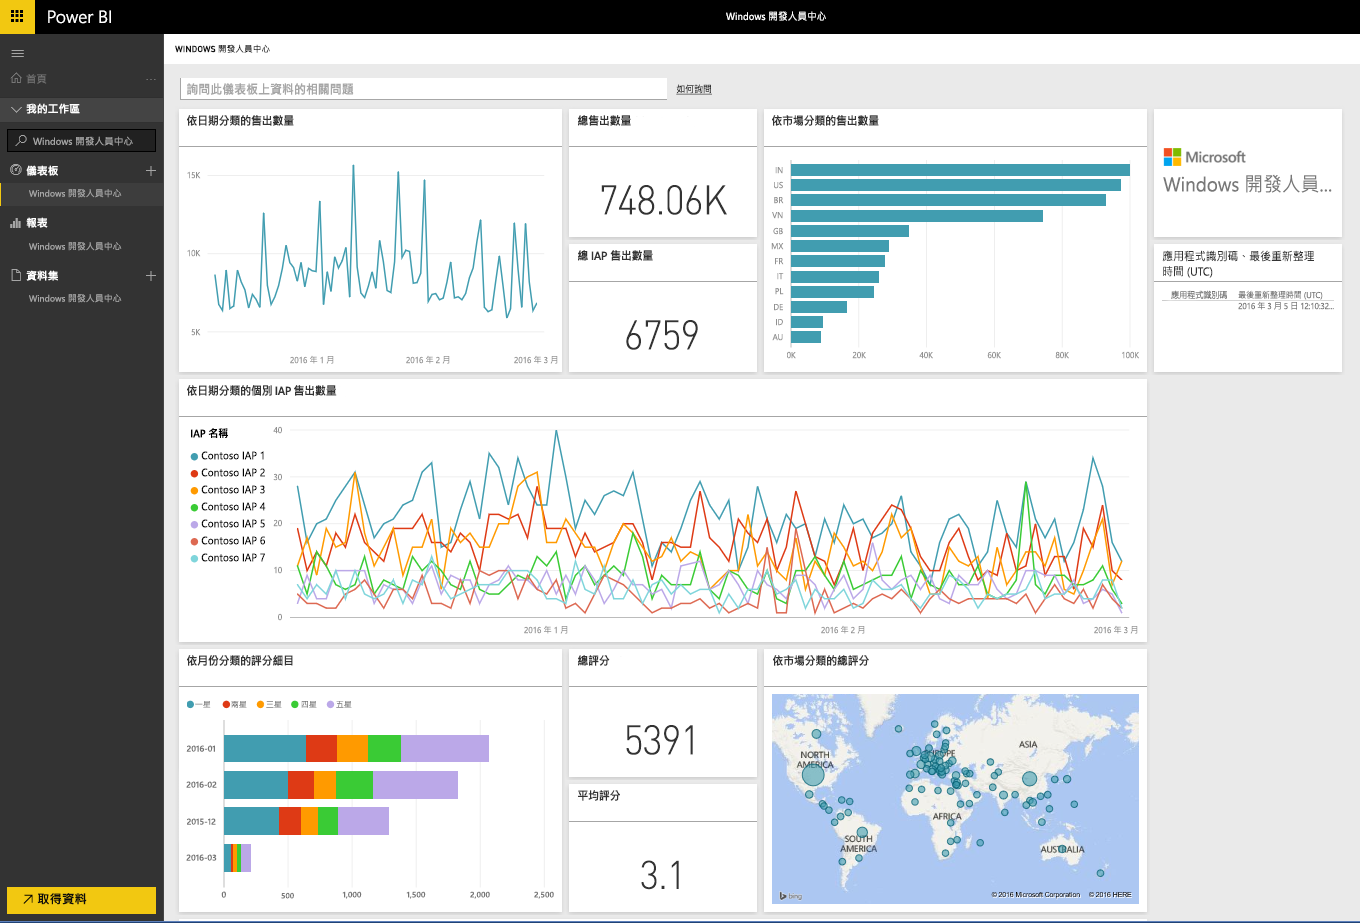 Power BI
Windows 開發人員中心
首頁
我的工作區
Windows 開發人員中心
儀表板
Windows 開發人員中心
報表
Windows 開發人員中心
資料集
Windows 開發人員中心
取得資料
WINDOWS 開發人員中心
詢問此儀表板上資料的相關問題
如何詢問
依日期分類的售出數量
15K
10K
5K
2016 年 1 月
2016 年 2 月
2016 年 3 月
總售出數量
748.06K
總 IAP 售出數量
6759
依市場分類的售出數量
IN
US
BR
VN
GB
MX
FR
IT
PL
DE
ID
AU
0K
20K
40K
60K
80K
100K
Microsoft
Windows 開發人員...
應用程式識別碼、最後重新整理
時間 (UTC)
應用程式識別碼 最後重新整理時間 (UTC)
2016 年 3 月 5 日 12:10:32...
依日期分類的個別 IAP 售出數量
IAP 名稱
Contoso IAP 1
Contoso IAP 2
Contoso IAP 3
Contoso IAP 4
Contoso IAP 5
Contoso IAP 6
Contoso IAP 7
40
30
20
10
0
2016 年 1 月
2016 年 2 月
2016 年 3 月
依月份分類的評分細目
一星
兩星
三星
四星
五星
2016-01
2016-02
2015-12
2016-03
0
500
1,000
1,500
2,000
2,500
總評分
5391
平均評分
3.1
依市場分類的總評分
NORTH
AMERICA
EUROPE
ASIA
AFRICA
SOUTH
AMERICA
AUSTRALIA
bing
© 2016 Microsoft Corporation
© 2016 HERE